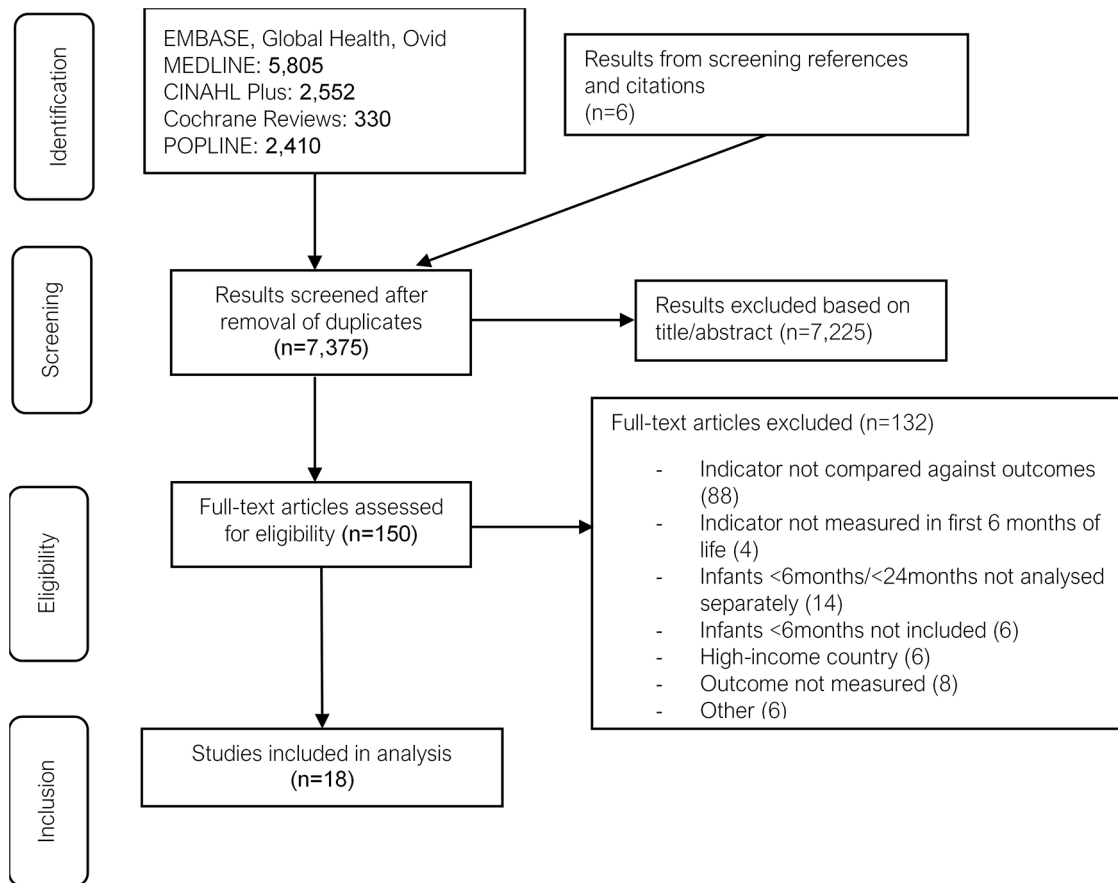 Identification
EMBASE, Global Health, Ovid
MEDLINE: 5,805
CINAHL Plus: 2,552
Cochrane Reviews: 330
POPLINE: 2,410
Results from screening references
and citations
(n=6)
Screening
Results screened after
removal of duplicates
(n=7,375)
Results excluded based on
title/abstract (n=7,225)
Eligibility
Full-text articles assessed
for eligibility (n=150)
Full-text articles excluded (n=132)
- Indicator not compared against outcomes
(88)
- Indicator not measured in first 6 months of
life (4)
- Infants <6months/<24months not analysed
separately (14)
- Infants <6months not included (6)
- High-income country (6)
- Outcome not measured (8)
- Other (6)
Inclusion
Studies included in analysis
(n=18)